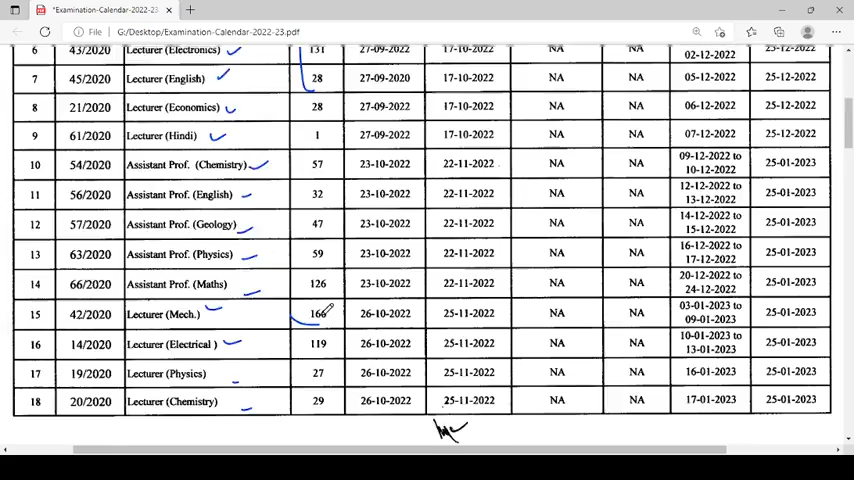 *Examination-Calendar-2022-23.pdf
File G:/Desktop/Examination-Calendar-2022-23.pdf
6 43/2020 Lecturer (Electronics) 131 27-09-2022 17-10-2022 NA NA 02-12-2022 25-12-2022
7 45/2020 Lecturer (English) 28 27-09-2020 17-10-2022 NA NA 05-12-2022 25-12-2022
8 21/2020 Lecturer (Economics) 28 27-09-2022 17-10-2022 NA NA 06-12-2022 25-12-2022
9 61/2020 Lecturer (Hindi) 1 27-09-2022 17-10-2022 NA NA 07-12-2022 25-12-2022
10 54/2020 Assistant Prof. (Chemistry) 57 23-10-2022 22-11-2022 NA NA 09-12-2022 to 10-12-2022 25-01-2023
11 56/2020 Assistant Prof. (English) 32 23-10-2022 22-11-2022 NA NA 12-12-2022 to 13-12-2022 25-01-2023
12 57/2020 Assistant Prof. (Geology) 47 23-10-2022 22-11-2022 NA NA 14-12-2022 to 15-12-2022 25-01-2023
13 63/2020 Assistant Prof. (Physics) 59 23-10-2022 22-11-2022 NA NA 16-12-2022 to 17-12-2022 25-01-2023
14 66/2020 Assistant Prof. (Maths) 126 23-10-2022 22-11-2022 NA NA 20-12-2022 to 24-12-2022 25-01-2023
15 42/2020 Lecturer (Mech.) 166 26-10-2022 25-11-2022 NA NA 03-01-2023 to 09-01-2023 25-01-2023
16 14/2020 Lecturer (Electrical ) 119 26-10-2022 25-11-2022 NA NA 10-01-2023 to 13-01-2023 25-01-2023
17 19/2020 Lecturer (Physics) 27 26-10-2022 25-11-2022 NA NA 16-01-2023 25-01-2023
18 20/2020 Lecturer (Chemistry) 29 26-10-2022 25-11-2022 NA NA 17-01-2023 25-01-2023